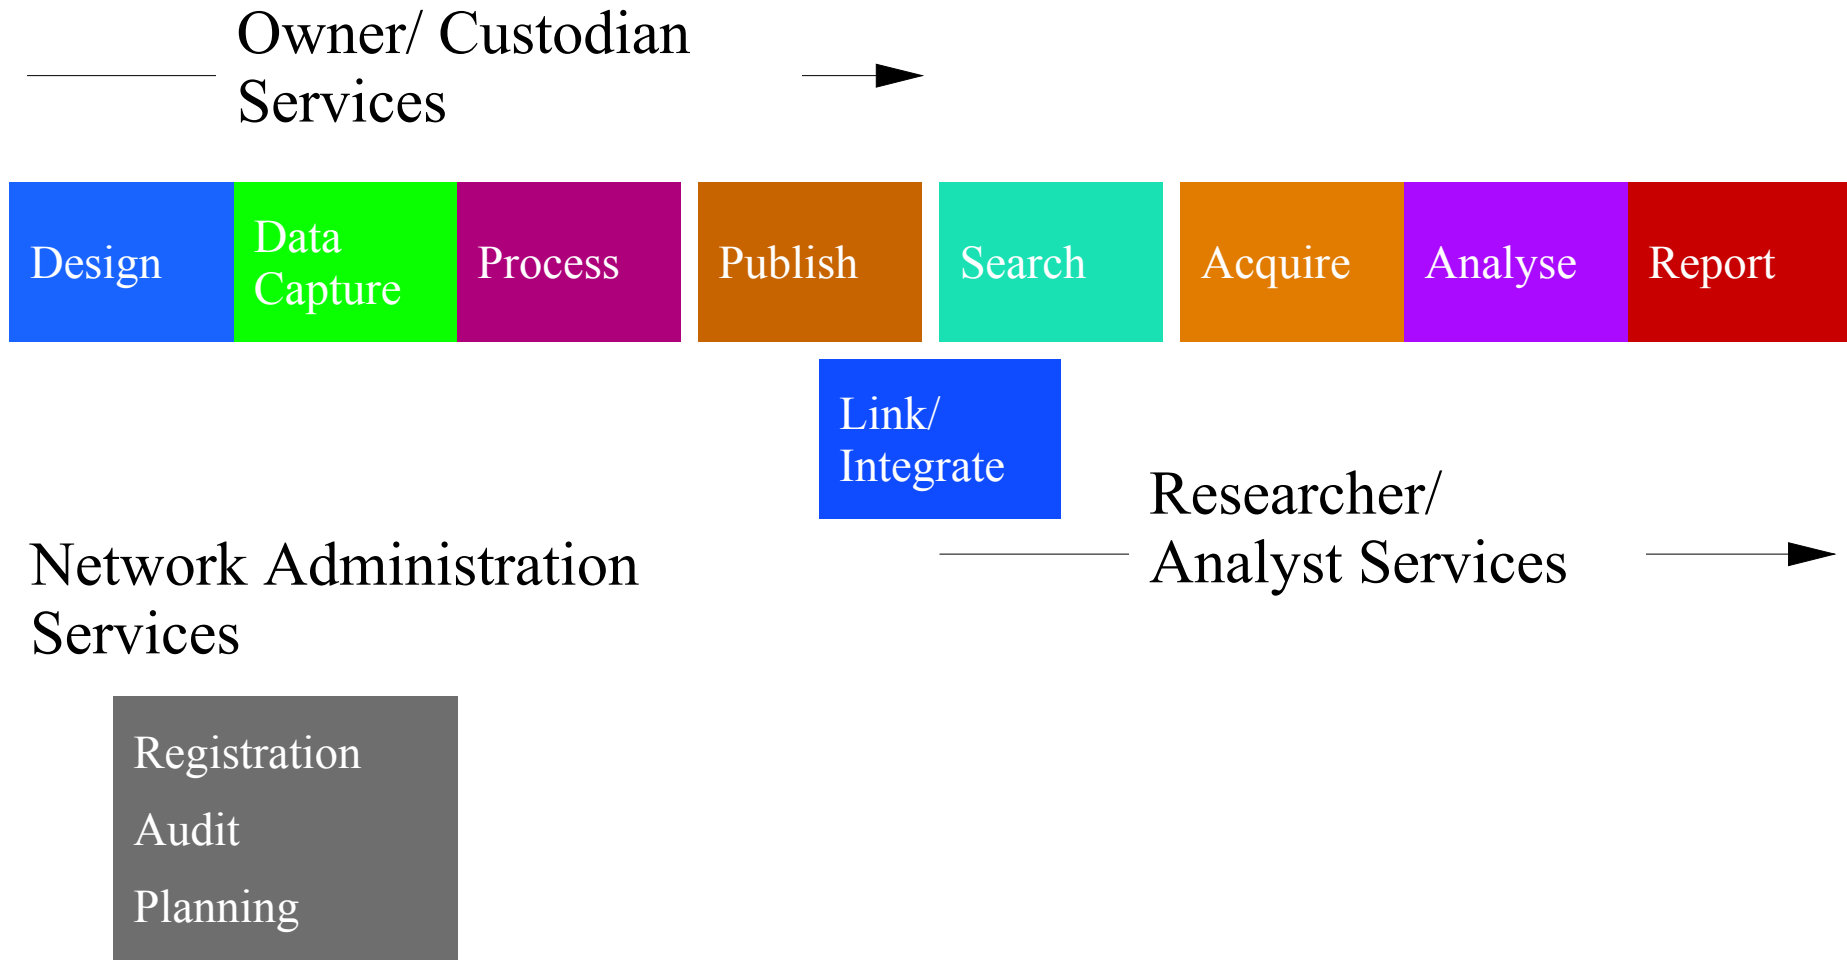 Owner/ Custodian
Services
Design
Data
Capture
Process
Publish
Search
Acquire
Analyse
Report
Link/
Integrate
Researcher/
Analyst Services
Network Administration
Services
Registration
Audit
Planning